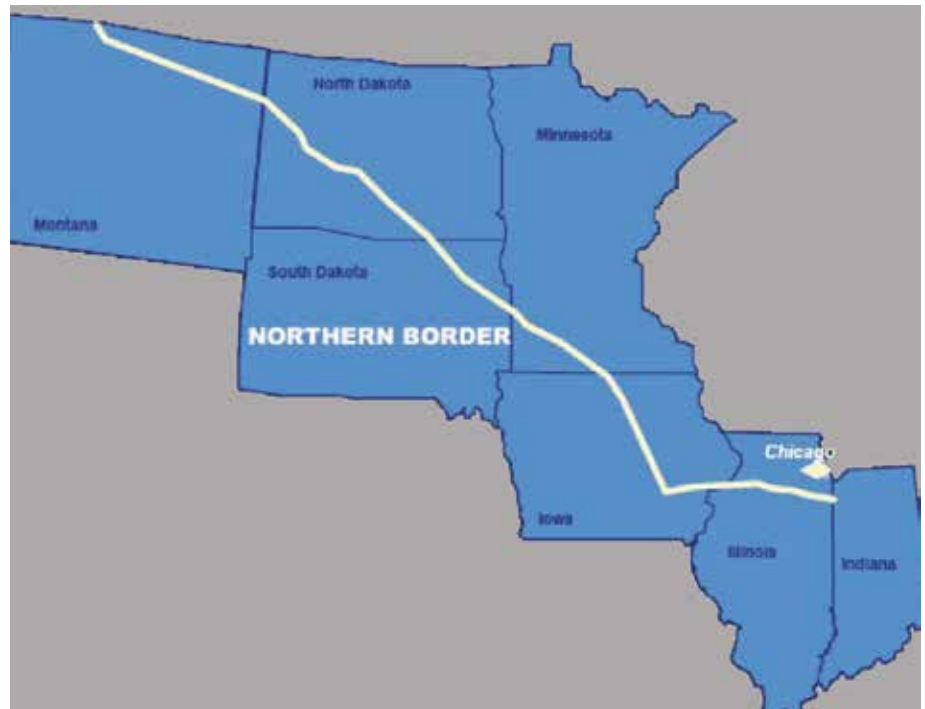 North Dakota
Minnesota
Montana
South Dakota
NORTHERN BORDER
Chicago
Iowa
Illinois
Indiana